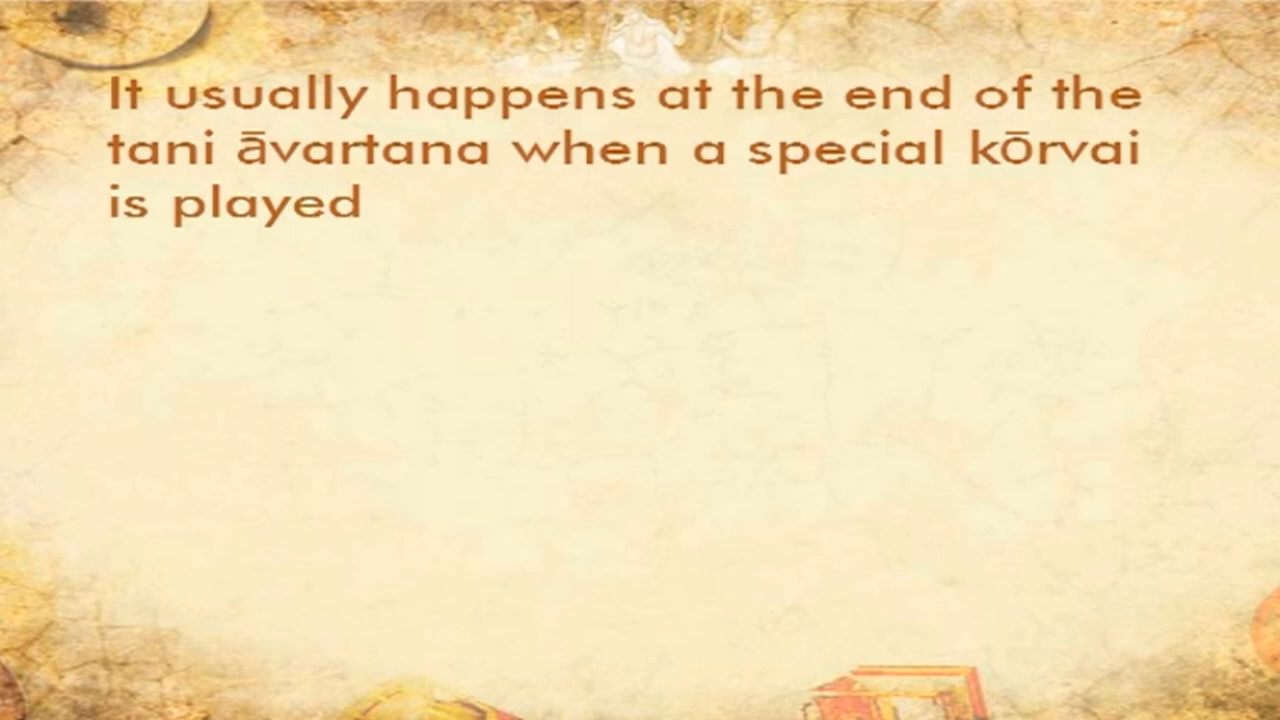 It usually happens at the end of the
tani āvartana when a special kōrvai
is played